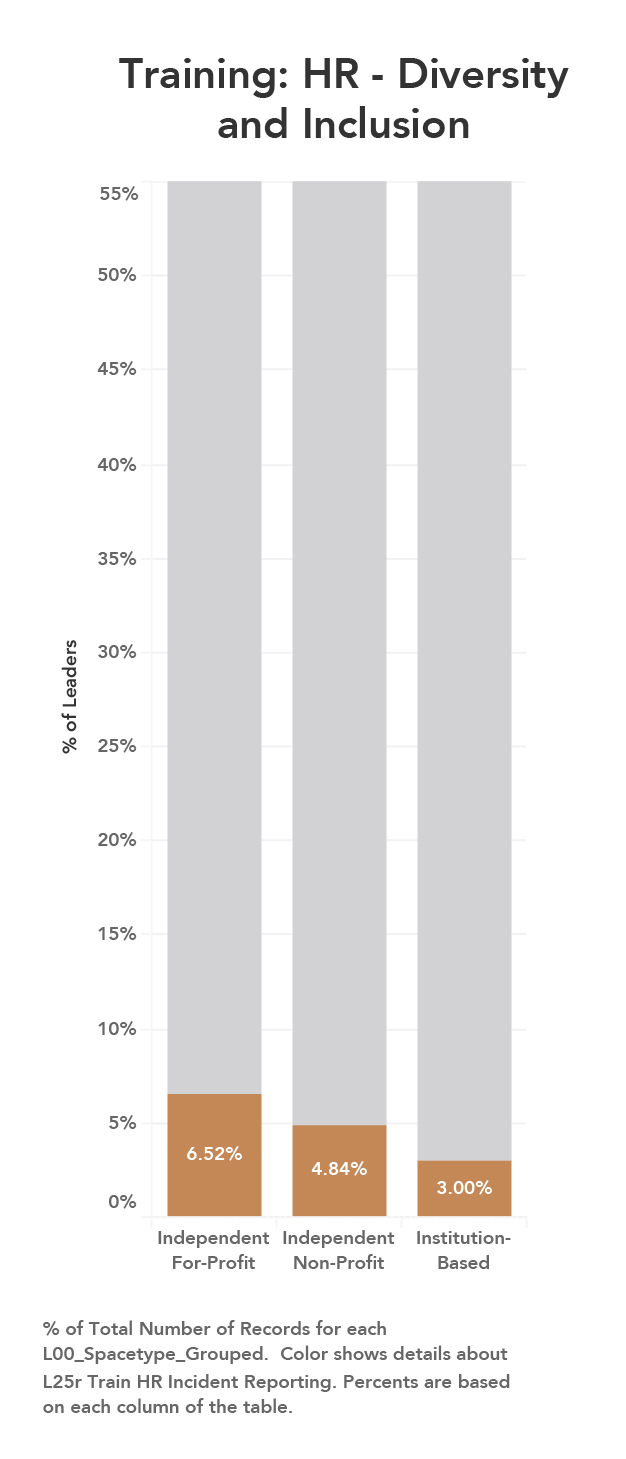 Training: HR - Diversity
and Inclusion
55%
50%
45%
40%
35%
30%
25%
20%
15%
10%
5%
0%
% of Leaders
6.52%
4.84%
3.00%
Independent
For-Profit
Independent
Non-Profit
Institution-
Based
% of Total Number of Records for each
L00_Spacetype_Grouped.  Color shows details about
L25r Train HR Incident Reporting. Percents are based
on each column of the table.